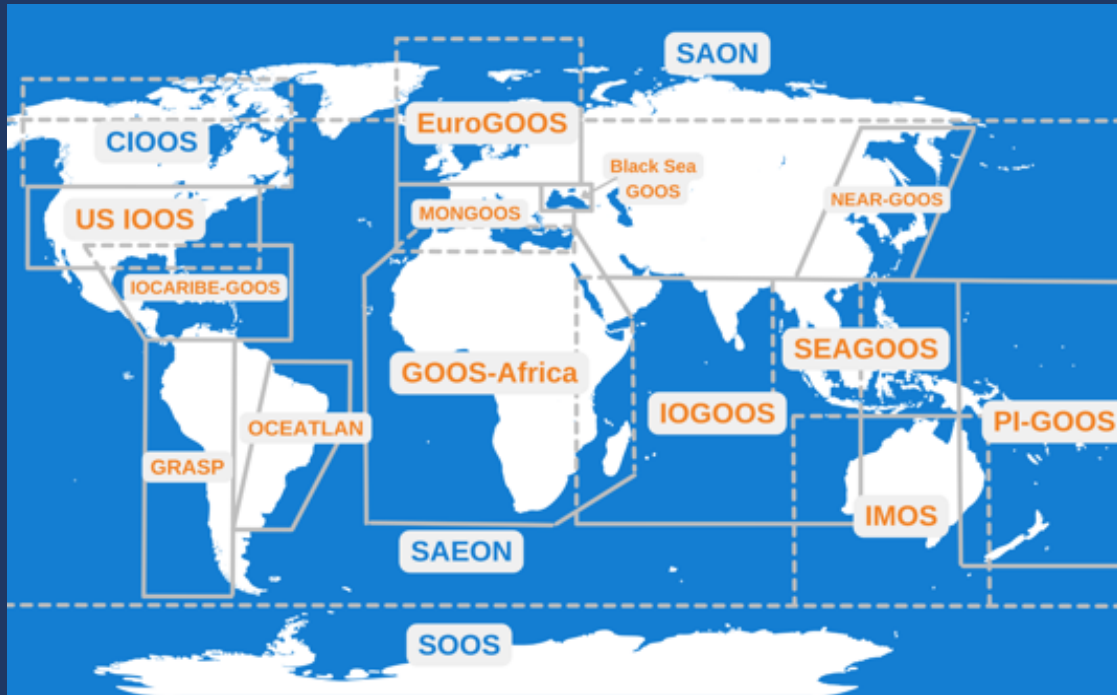 SAON
EuroGOOS
CIOOS
Black Sea
GOOS
NEAR-GOOS
US IOOS
MONGOOS
IOCARIBE-GOOS
SEAGOOS
GOOS-Africa
IOGOOS
PI-GOOS
OCEATLAN
GRASP
IMOS
SAEON
SOOS